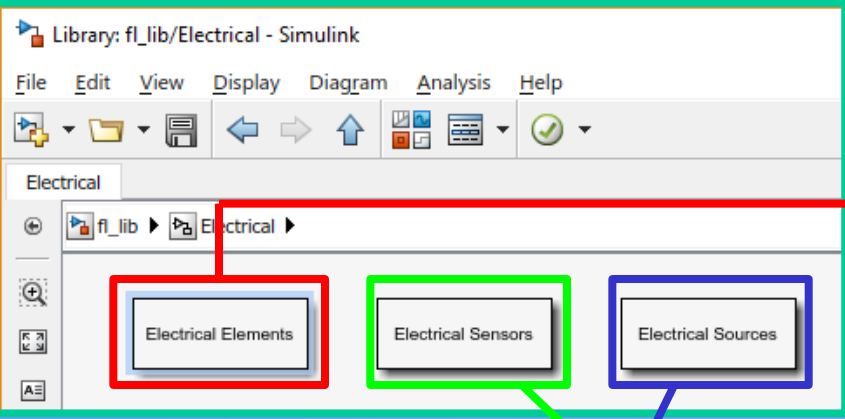 Library: fl_lib/Electrical - Simulink
File Edit View Display Diagram Analysis Help
Electrical
fl_lib Electrical
Electrical Elements Electrical Sensors Electrical Sources
A